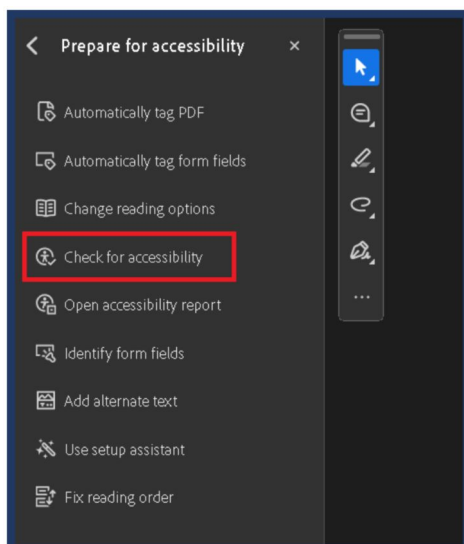 Prepare for accessibility
Automatically tag PDF
Automatically tag form fields
Change reading options
Check for accessibility
Open accessibility report
Identify form fields
Add alternate text
Use setup assistant
Fix reading order